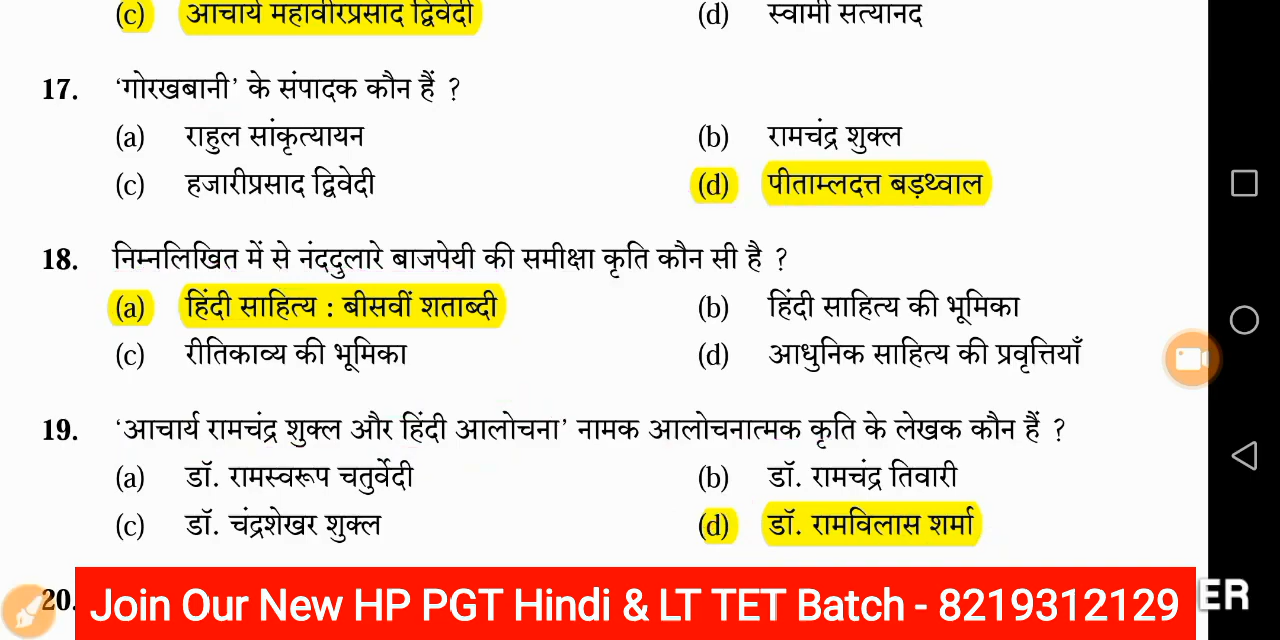 (c) आचार्य महावीरप्रसाद द्विवेदी (d) स्वामी सत्यानद
17. ‘गोरखबानी’ के संपादक कौन हैं ?
(a) राहुल सांकृत्यायन (b) रामचंद्र शुक्ल
(c) हजारीप्रसाद द्विवेदी (d) पीताम्लदत्त बड़थ्वाल
18. निम्नलिखित में से नंददुलारे बाजपेयी की समीक्षा कृति कौन सी है ?
(a) हिंदी साहित्य : बीसवीं शताब्दी (b) हिंदी साहित्य की भूमिका
(c) रीतिकाव्य की भूमिका (d) आधुनिक साहित्य की प्रवृत्तियाँ
19. ‘आचार्य रामचंद्र शुक्ल और हिंदी आलोचना’ नामक आलोचनात्मक कृति के लेखक कौन हैं ?
(a) डॉ. रामस्वरूप चतुर्वेदी (b) डॉ. रामचंद्र तिवारी
(c) डॉ. चंद्रशेखर शुक्ल (d) डॉ. रामविलास शर्मा
20.
Join Our New HP PGT Hindi & LT TET Batch - 8219312129 ER